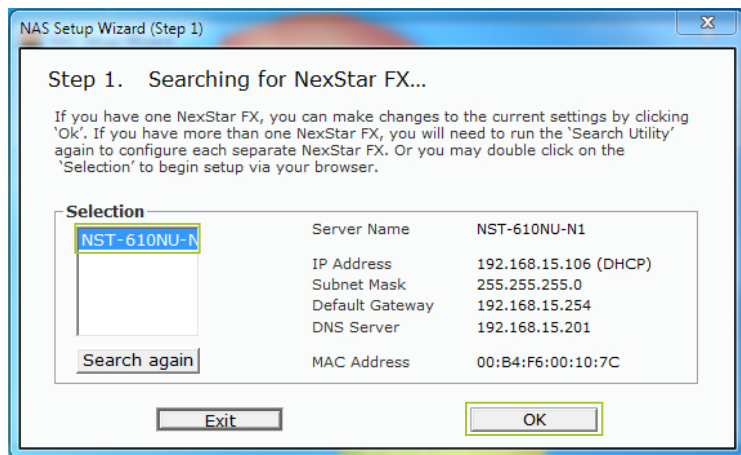 NAS Setup Wizard (Step 1)
Step 1. Searching for NexStar FX...
If you have one NexStar FX, you can make changes to the current settings by clicking
‘Ok’. If you have more than one NexStar FX, you will need to run the ‘Search Utility’
again to configure each separate NexStar FX. Or you may double click on the
‘Selection’ to begin setup via your browser.
Selection
NST-610NU-N
Server Name NST-610NU-N1
IP Address 192.168.15.106 (DHCP)
Subnet Mask 255.255.255.0
Default Gateway 192.168.15.254
DNS Server 192.168.15.201
Search again
MAC Address 00:B4:F6:00:10:7C
Exit
OK